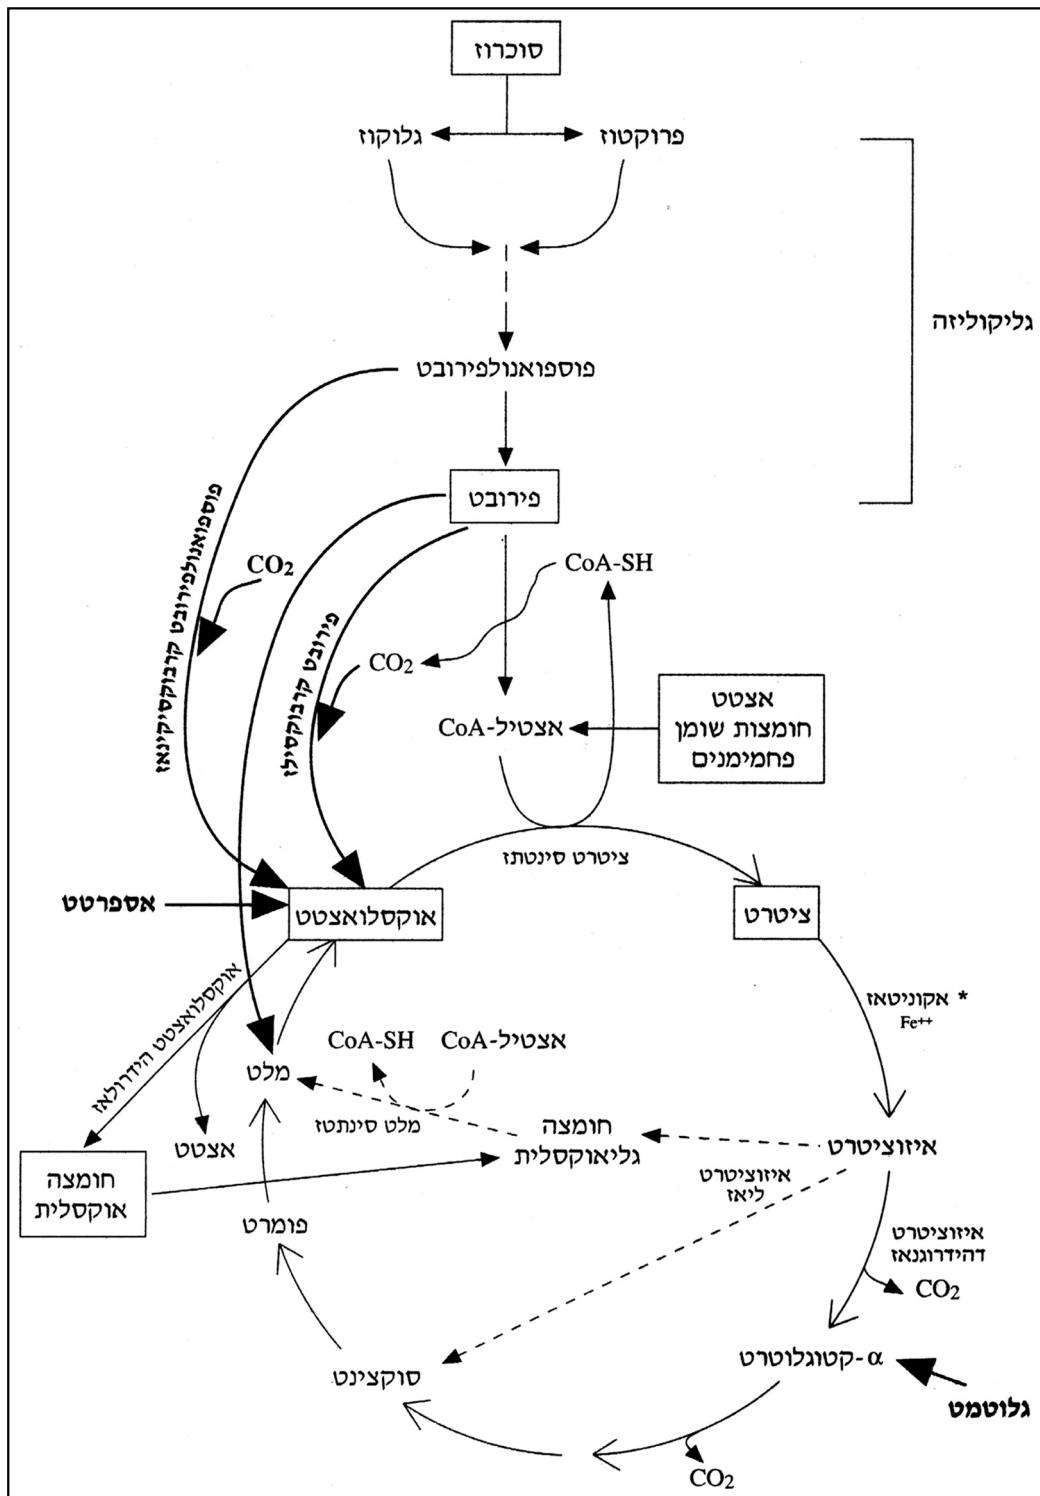 סוכרוז
גלוקוז
פרוקטוז
גליקוליזה
פוספואנולפירובט
פירובט
פוספואנולפירובט קרבוקסיקינאז
CO2
פירובט קרבוקסילז
CoA-SH
CO2
אצטיל-CoA
אצטט
חומצות שומן
פחמימנים
ציטרט סינטתז
אספרטט
אוקסלואצטט
ציטרט
אוקסלואצטט הידרולאז
* אקוניטאז
Fe++
CoA-SH
אצטיל-CoA
מלט
מלט סינתטז
אצטט
חומצה
גליאוקסלית
איזוציטרט
חומצה
אוקסלית
איזוציטרט
ליאז
פומרט
איזוציטרט
דהידרוגנאז
CO2
סוקצינט
α-קטוגלוטרט
גלוטמט
CO2